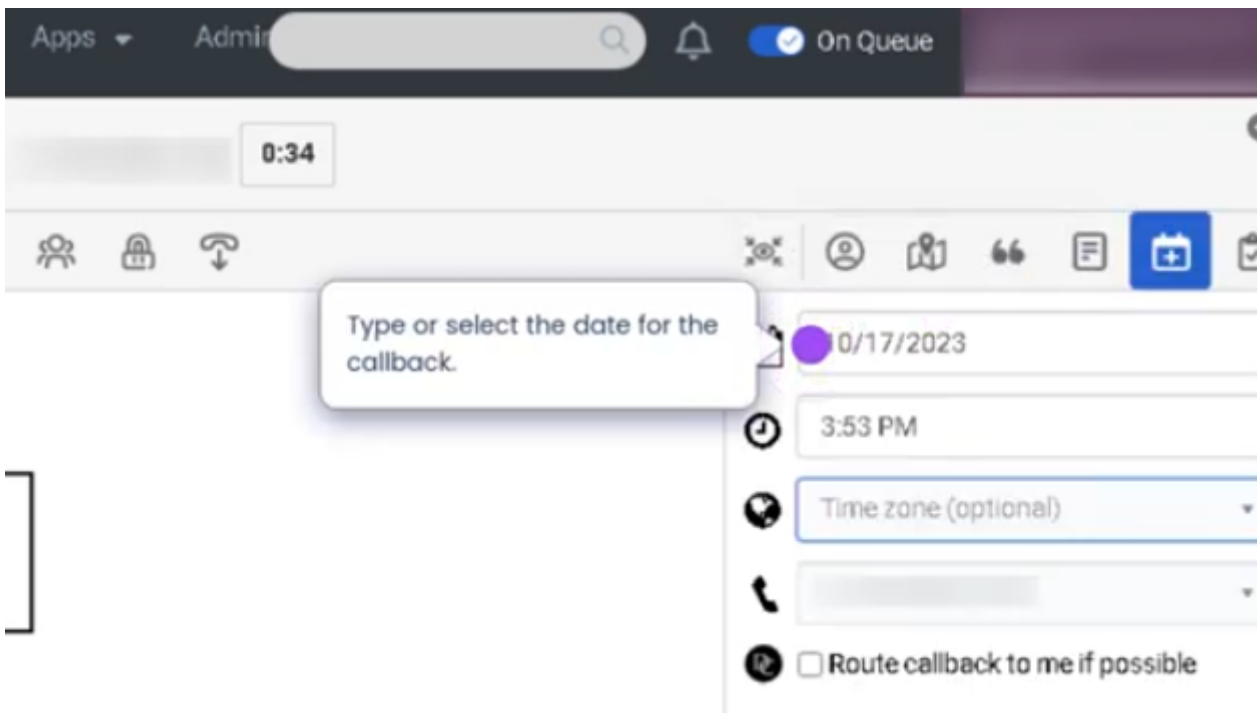 Apps
On Queue
0:34
Type or select the date for the
callback.
10/17/2023
3:53 PM
Time zone (optional)
Route callback to me if possible